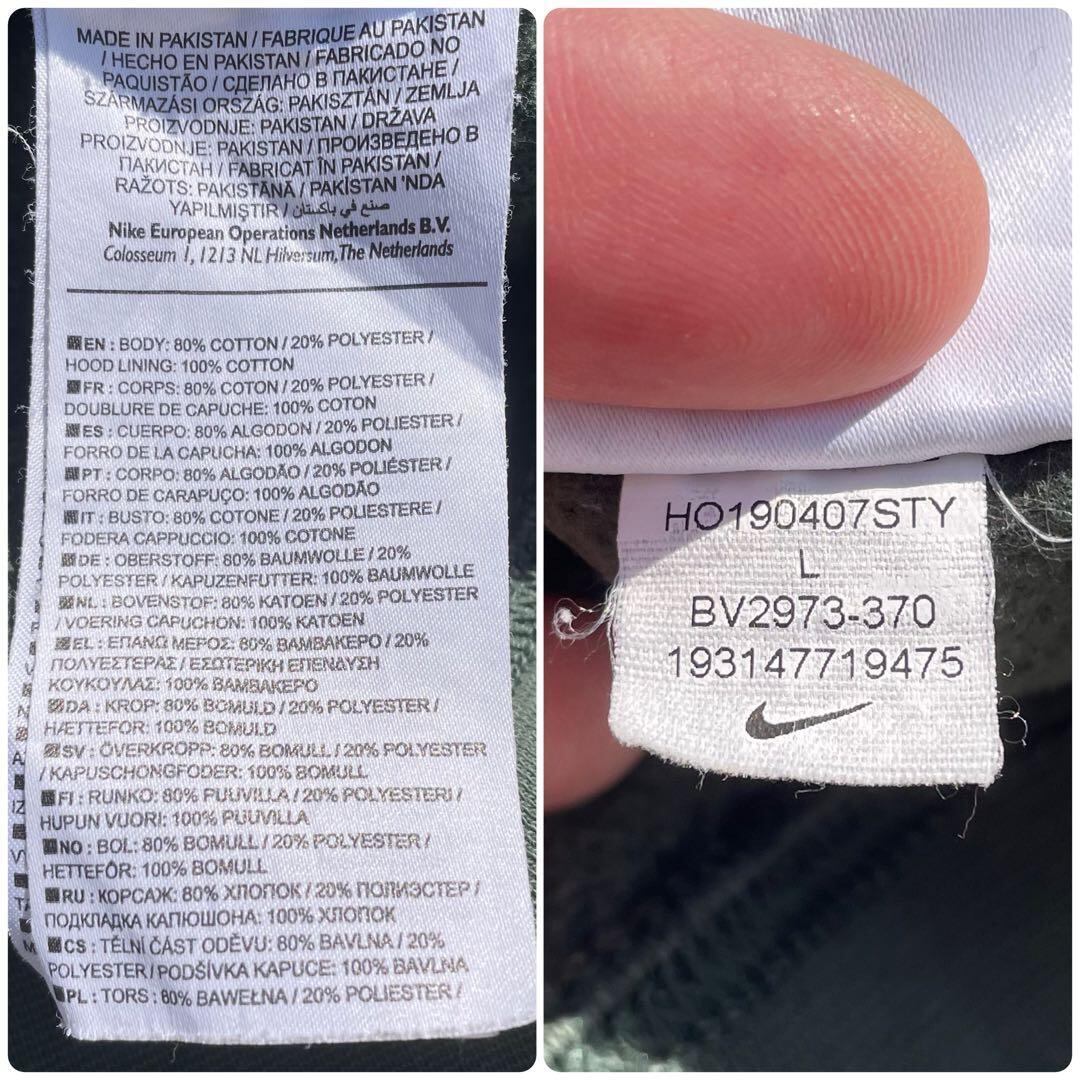 MADE IN PAKISTAN / FABRIQUE AU PAKISTAN
/ HECHO EN PAKISTAN / FABRICADO NO
PAQUISTÃO / СДЕЛАНО В ПАКИСТАНЕ /
SZÁRMAZÁSI ORSZÁG: PAKISZTÁN / ZEMLJA
PROIZVODNJE: PAKISTAN / DRŽAVA
PROIZVODNJE: PAKISTAN / ПРОИЗВЕДЕНО В
ПАКИСТАН / FABRICAT ÎN PAKISTAN /
RAŽOTS: PAKISTĀNĀ / PAKİSTAN 'NDA
YAPILMIŞTIR / صنع في باكستان
Nike European Operations Netherlands B.V.
Colosseum 1, 1213 NL Hilversum, The Netherlands
EN : BODY: 80% COTTON / 20% POLYESTER /
HOOD LINING: 100% COTTON
FR : CORPS: 80% COTON / 20% POLYESTER /
DOUBLURE DE CAPUCHE: 100% COTON
ES : CUERPO: 80% ALGODON / 20% POLIESTER /
FORRO DE LA CAPUCHA: 100% ALGODON
PT : CORPO: 80% ALGODÃO / 20% POLIÉSTER /
FORRO DE CARAPUÇO: 100% ALGODÃO
IT : BUSTO: 80% COTONE / 20% POLIESTERE /
FODERA CAPPUCCIO: 100% COTONE
DE : OBERSTOFF: 80% BAUMWOLLE / 20%
POLYESTER / KAPUZENFUTTER: 100% BAUMWOLLE
NL : BOVENSTOF: 80% KATOEN / 20% POLYESTER
/ VOERING CAPUCHON: 100% KATOEN
EL : ΕΠΑΝΩ ΜΕΡΟΣ: 80% ΒΑΜΒΑΚΕΡΟ / 20%
ΠΟΛΥΕΣΤΕΡΑΣ / ΕΣΩΤΕΡΙΚΗ ΕΠΕΝΔΥΣΗ
ΚΟΥΚΟΥΛΑΣ: 100% ΒΑΜΒΑΚΕΡΟ
DA : KROP: 80% BOMULD / 20% POLYESTER /
HÆTTEFOR: 100% BOMULD
SV : ÖVERKROPP: 80% BOMULL / 20% POLYESTER
/ KAPUSCHONGFODER: 100% BOMULL
FI : RUNKO: 80% PUUVILLA / 20% POLYESTERI /
HUPUN VUORI: 100% PUUVILLA
NO : BOL: 80% BOMULL / 20% POLYESTER /
HETTEFÔR: 100% BOMULL
RU : КОРСАЖ: 80% ХЛОПОК / 20% ПОЛИЭСТЕР /
ПОДКЛАДКА КАПЮШОНА: 100% ХЛОПОК
CS : TĚLNÍ ČÁST ODĚVU: 80% BAVLNA / 20%
POLYESTER / PODŠÍVKA KAPUCE: 100% BAVLNA
PL : TORS : 80% BAWEŁNA / 20% POLIESTER /
HO190407STY
L
BV2973-370
193147719475